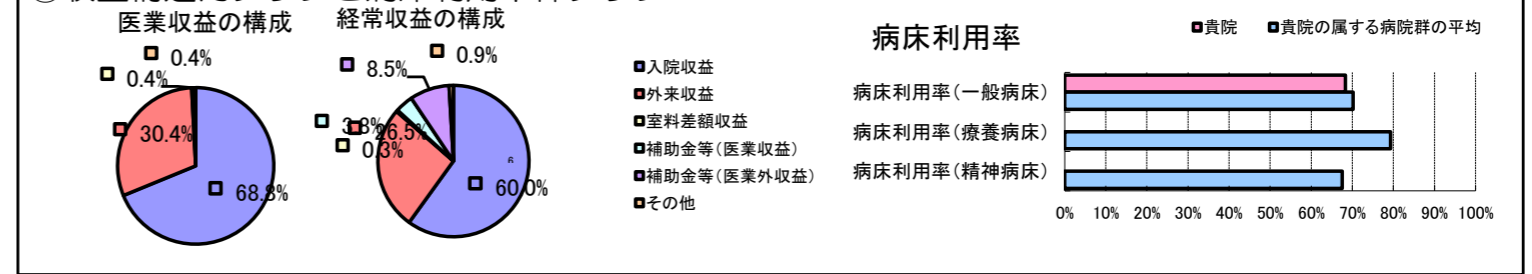 医業収益の構成
0.4%
0.4%
30.4%
68.8%
経常収益の構成
0.9%
8.5%
3.8%
26.5%
0.3%
60.0%
入院収益
外来収益
室料差額収益
補助金等(医業収益)
補助金等(医業外収益)
その他
病床利用率
貴院 貴院の属する病院群の平均
病床利用率(一般病床)
病床利用率(療養病床)
病床利用率(精神病床)
0% 10% 20% 30% 40% 50% 60% 70% 80% 90% 100%